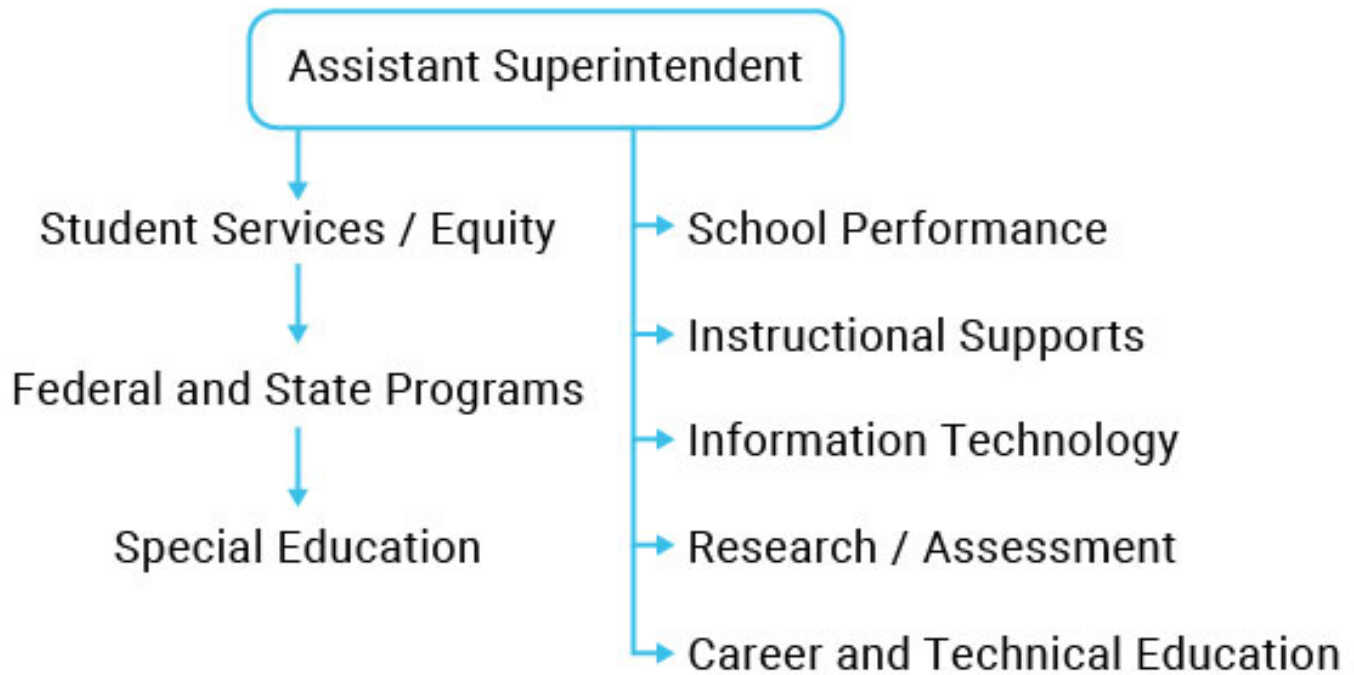 Assistant Superintendent
Student Services / Equity
Federal and State Programs
Special Education
School Performance
Instructional Supports
Information Technology
Research / Assessment
Career and Technical Education